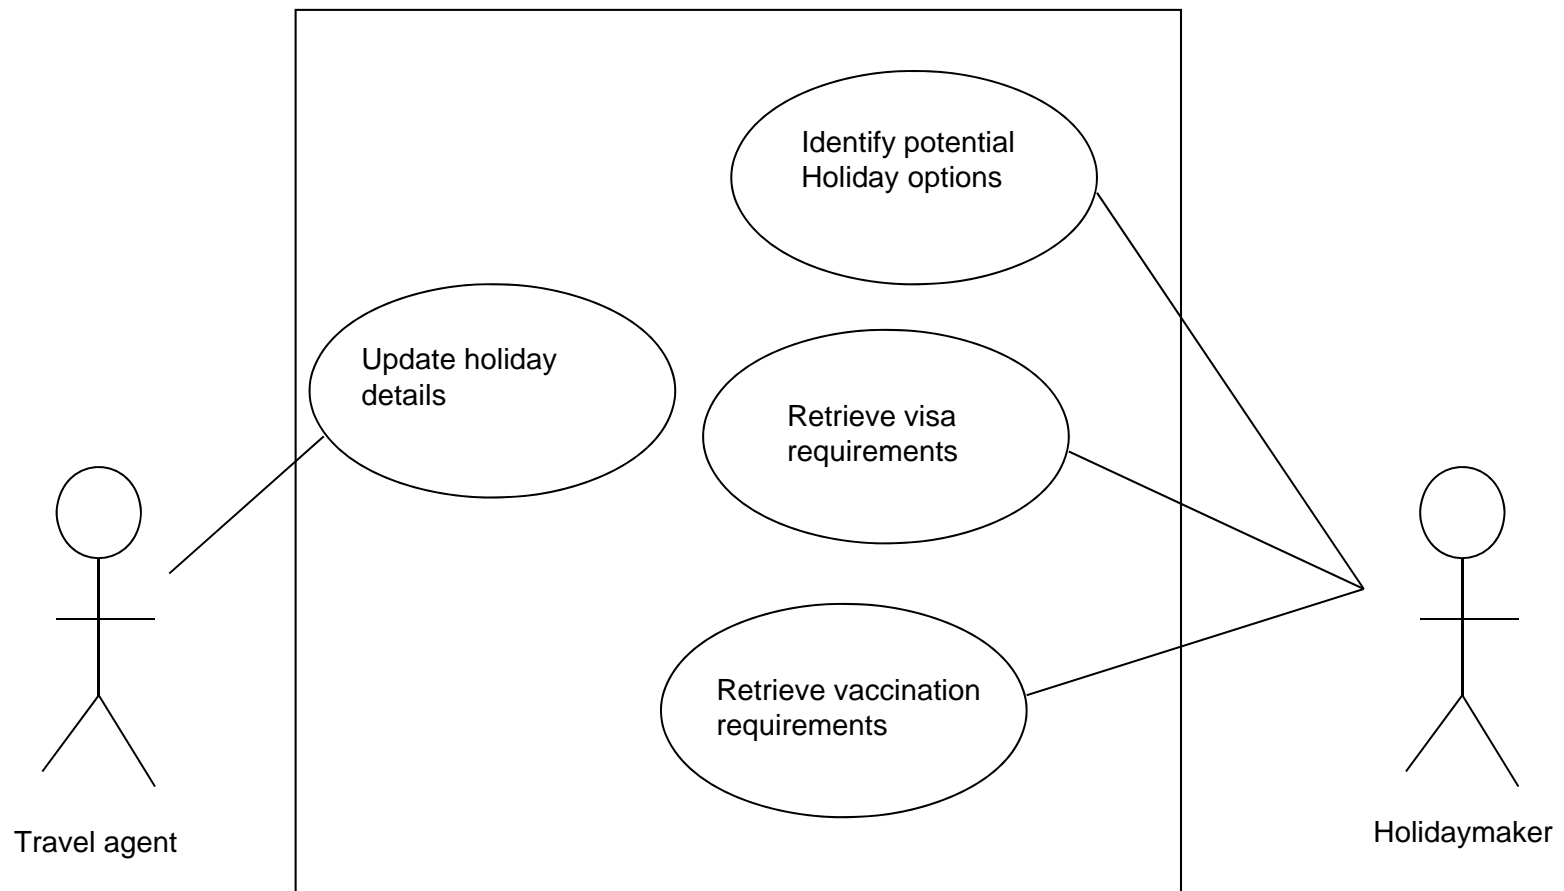 Identify potential
Holiday options
Update holiday
details
Retrieve visa
requirements
Retrieve vaccination
requirements
Travel agent
Holidaymaker